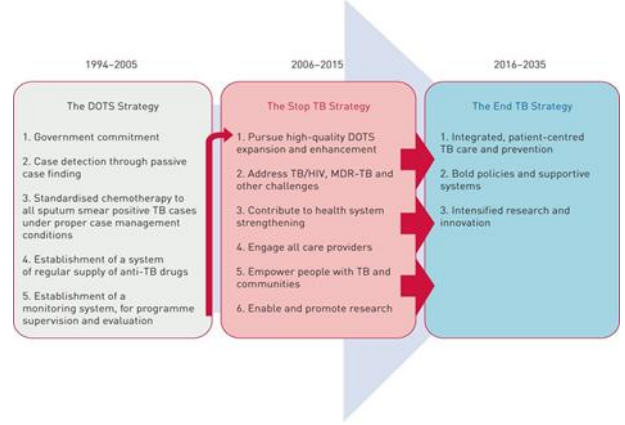 1994–2005
The DOTS Strategy
1. Government commitment
2. Case detection through passive
case finding
3. Standardised chemotherapy to
all sputum smear positive TB cases
under proper case management
conditions
4. Establishment of a system
of regular supply of anti-TB drugs
5. Establishment of a
monitoring system, for programme
supervision and evaluation
2006–2015
The Stop TB Strategy
1. Pursue high-quality DOTS
expansion and enhancement
2. Address TB/HIV, MDR-TB and
other challenges
3. Contribute to health system
strengthening
4. Engage all care providers
5. Empower people with TB and
communities
6. Enable and promote research
2016–2035
The End TB Strategy
1. Integrated, patient-centred
TB care and prevention
2. Bold policies and supportive
systems
3. Intensified research and
innovation